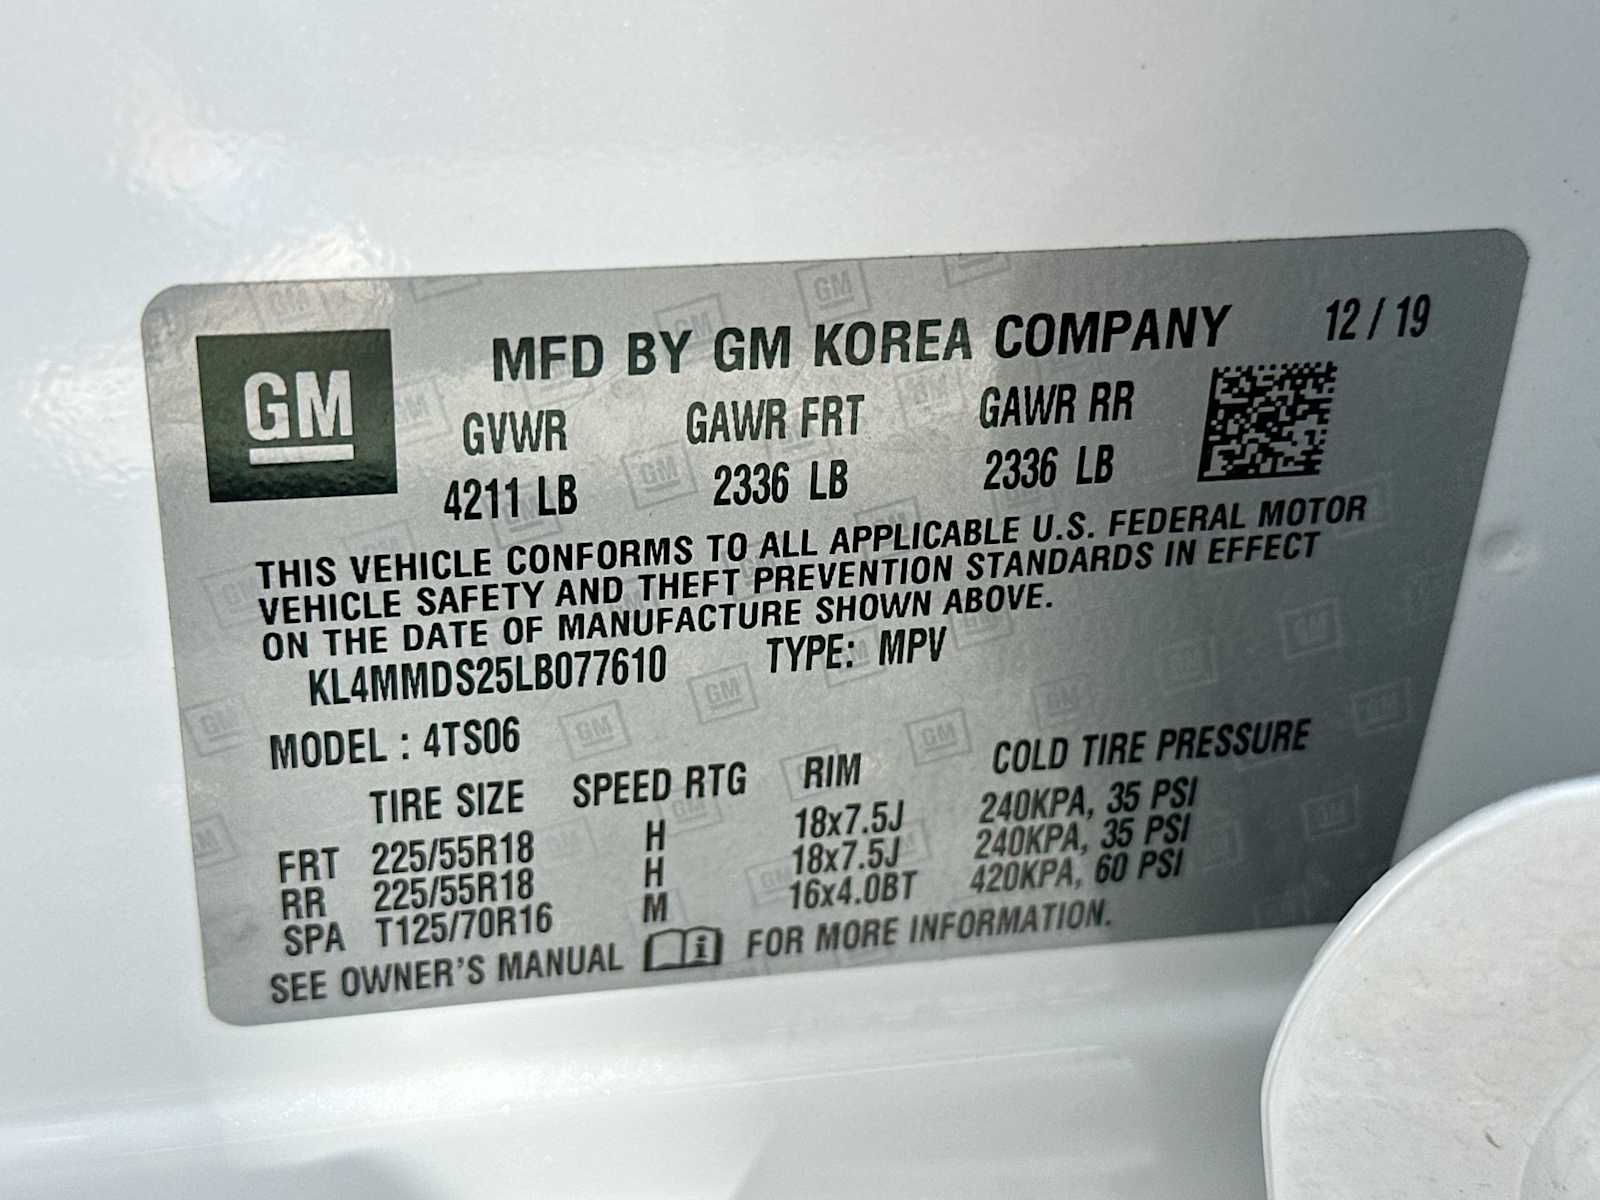 GM
MFD BY GM KOREA COMPANY 12 / 19
GVWR GAWR FRT GAWR RR
4211 LB 2336 LB 2336 LB
THIS VEHICLE CONFORMS TO ALL APPLICABLE U.S. FEDERAL MOTOR
VEHICLE SAFETY AND THEFT PREVENTION STANDARDS IN EFFECT
ON THE DATE OF MANUFACTURE SHOWN ABOVE.
KL4MMDS25LB077610 TYPE: MPV
MODEL : 4TS06
TIRE SIZE SPEED RTG RIM COLD TIRE PRESSURE
FRT 225/55R18 H 18x7.5J 240KPA, 35 PSI
RR 225/55R18 H 18x7.5J 240KPA, 35 PSI
SPA T125/70R16 M 16x4.0BT 420KPA, 60 PSI
SEE OWNER'S MANUAL i FOR MORE INFORMATION.